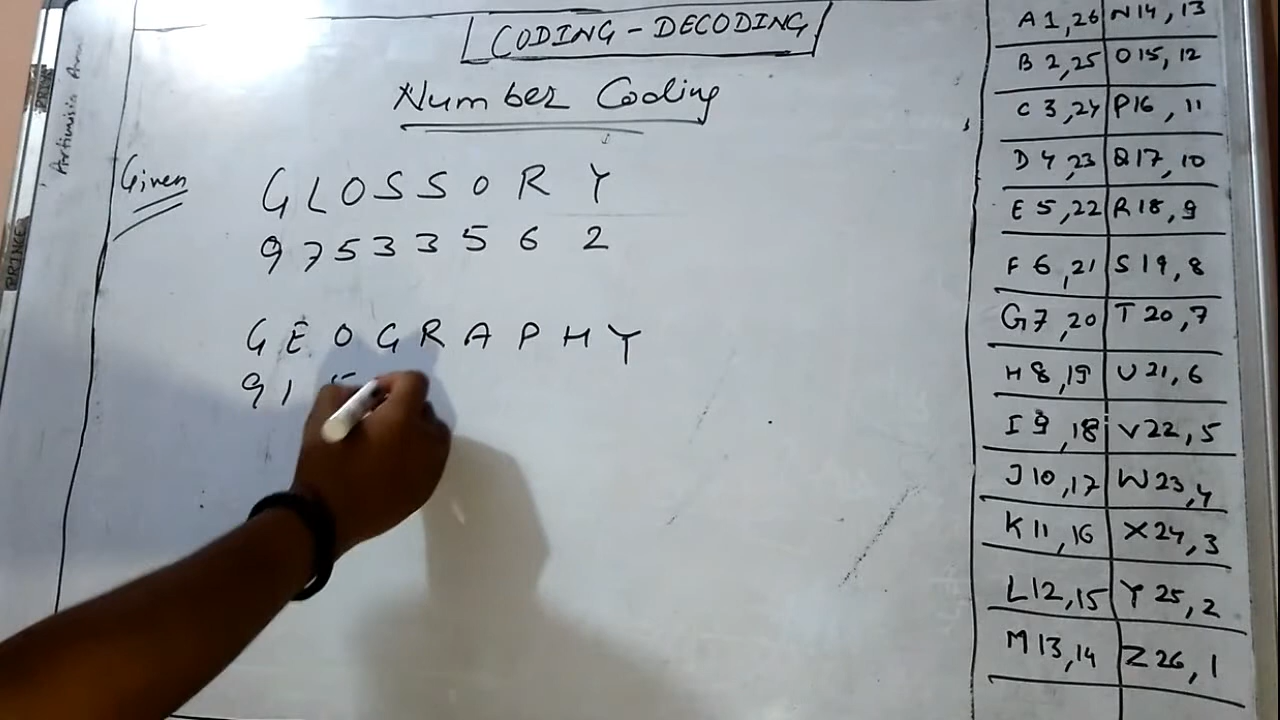 CODING - DECODING
Number Coding
Given
G L O S S O R Y
9 7 5 3 3 5 6 2
G E O G R A P H Y
9 1 5
A 1, 26 N 14, 13
B 2, 25 O 15, 12
C 3, 24 P 16, 11
D 4, 23 Q 17, 10
E 5, 22 R 18, 9
F 6, 21 S 19, 8
G 7, 20 T 20, 7
H 8, 19 U 21, 6
I 9, 18 V 22, 5
J 10, 17 W 23, 4
K 11, 16 X 24, 3
L 12, 15 Y 25, 2
M 13, 14 Z 26, 1